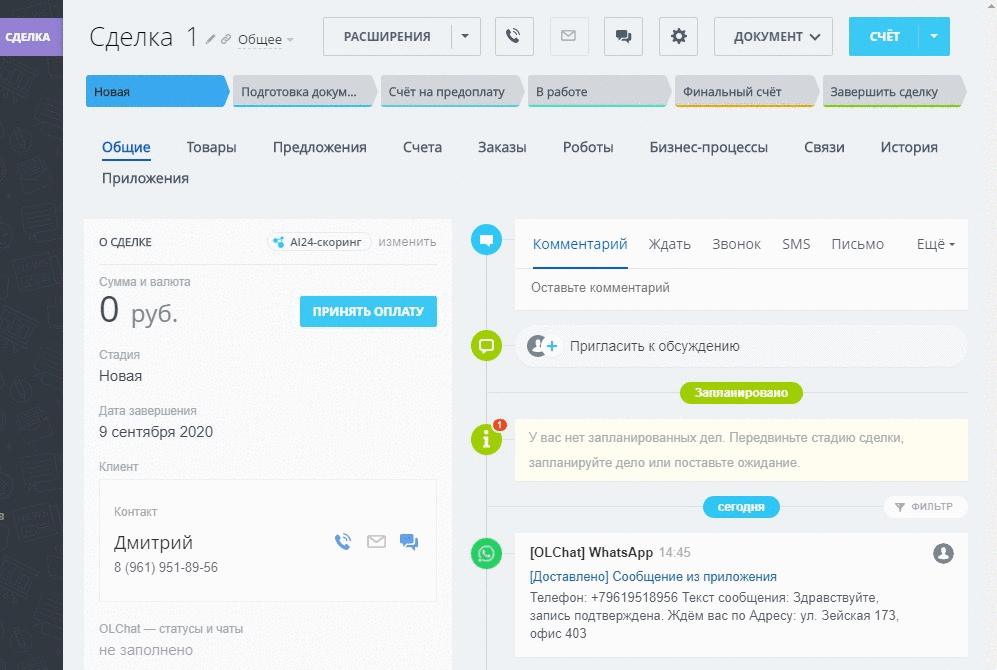 СДЕЛКА
Сделка 1 Общее
РАСШИРЕНИЯ
ДОКУМЕНТ
СЧЁТ
Новая
Подготовка докум...
Счёт на предоплату
В работе
Финальный счёт
Завершить сделку
Общие Товары Предложения Счета Заказы Роботы Бизнес-процессы Связи История
Приложения
О СДЕЛКЕ AI24-скоринг изменить
Сумма и валюта
0 руб. ПРИНЯТЬ ОПЛАТУ
Стадия
Новая
Дата завершения
9 сентября 2020
Клиент
Контакт
Дмитрий
8 (961) 951-89-56
OLChat — статусы и чаты
не заполнено
Комментарий Ждать Звонок SMS Письмо Ещё
Оставьте комментарий
Пригласить к обсуждению
Запланировано
1
У вас нет запланированных дел. Передвиньте стадию сделки,
запланируйте дело или поставьте ожидание.
сегодня
ФИЛЬТР
[OLChat] WhatsApp 14:45
[Доставлено] Сообщение из приложения
Телефон: +79619518956 Текст сообщения: Здравствуйте,
запись подтверждена. Ждём вас по Адресу: ул. Зейская 173,
офис 403